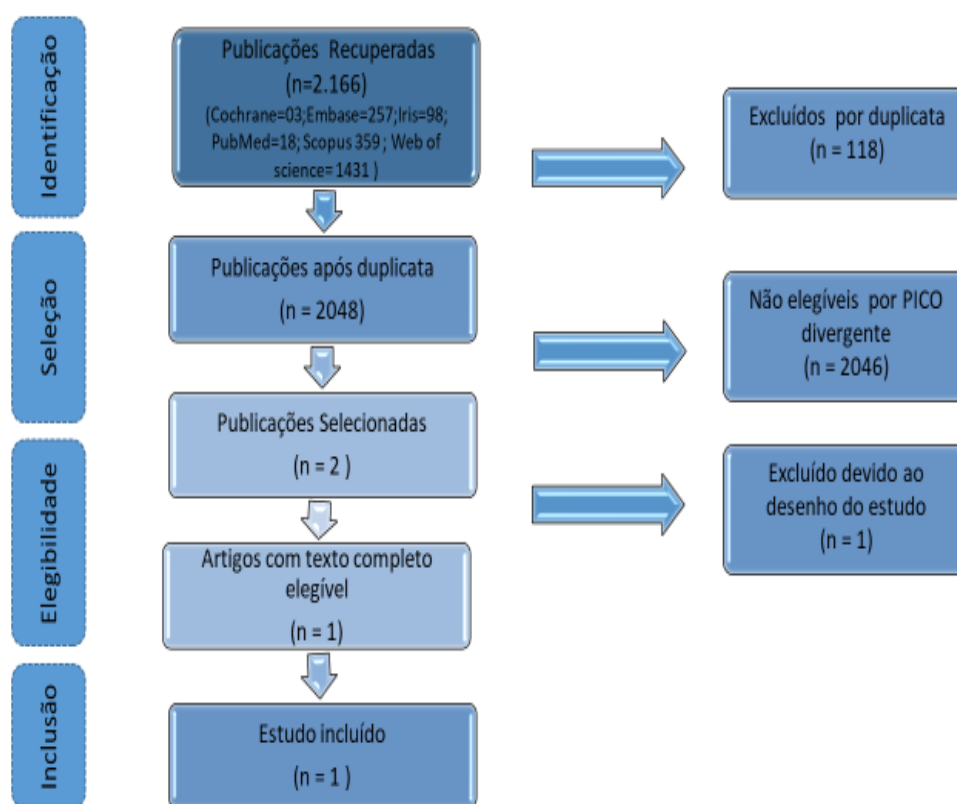 Identificação
Publicações Recuperadas
(n=2.166)
(Cochrane=03;Embase=257;Iris=98;
PubMed=18; Scopus 359 ; Web of
science= 1431 )
Excluídos por duplicata
(n = 118)
Seleção
Publicações após duplicata
(n = 2048)
Não elegíveis por PICO
divergente
(n = 2046)
Publicações Selecionadas
(n = 2 )
Elegibilidade
Excluído devido ao
desenho do estudo
(n = 1)
Artigos com texto completo
elegível
(n = 1)
Inclusão
Estudo incluído
(n = 1 )